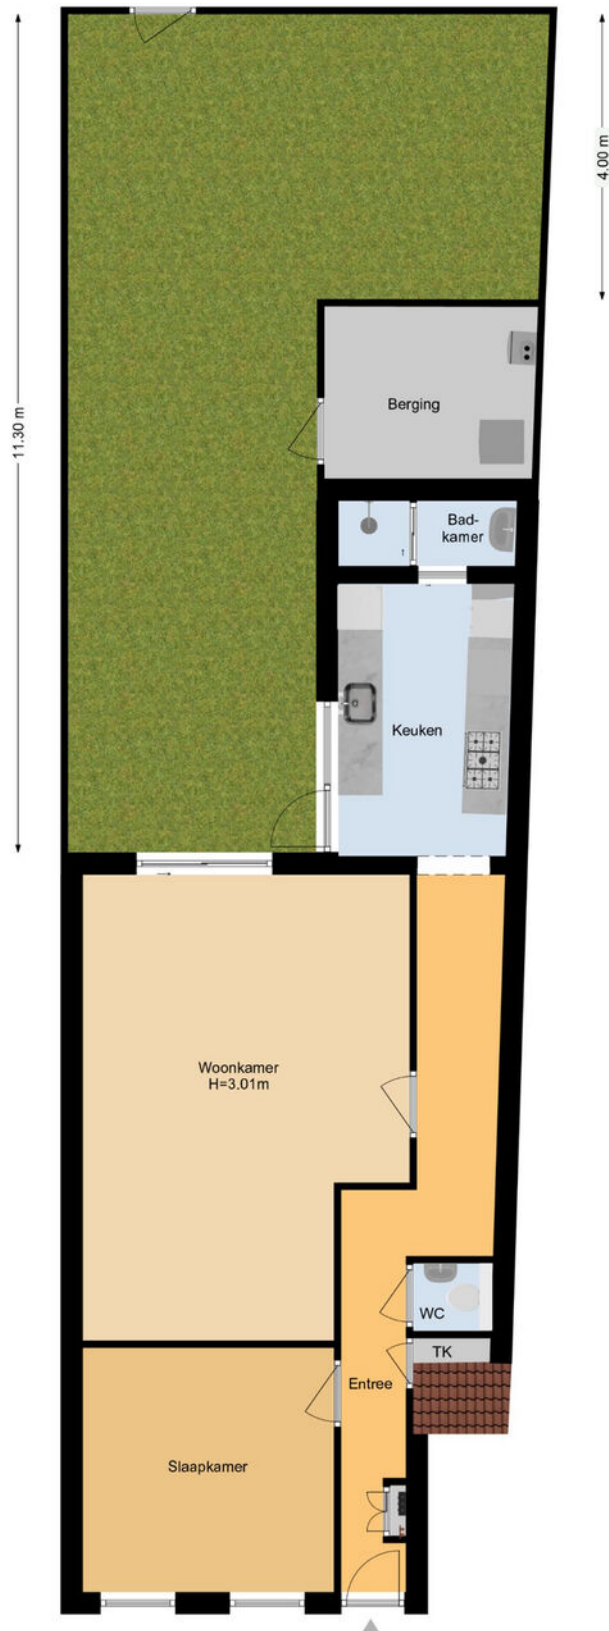 4.00 m
11.30 m
Berging
Bad-
kamer
Keuken
Woonkamer
H=3.01m
WC
TK
Entree
Slaapkamer